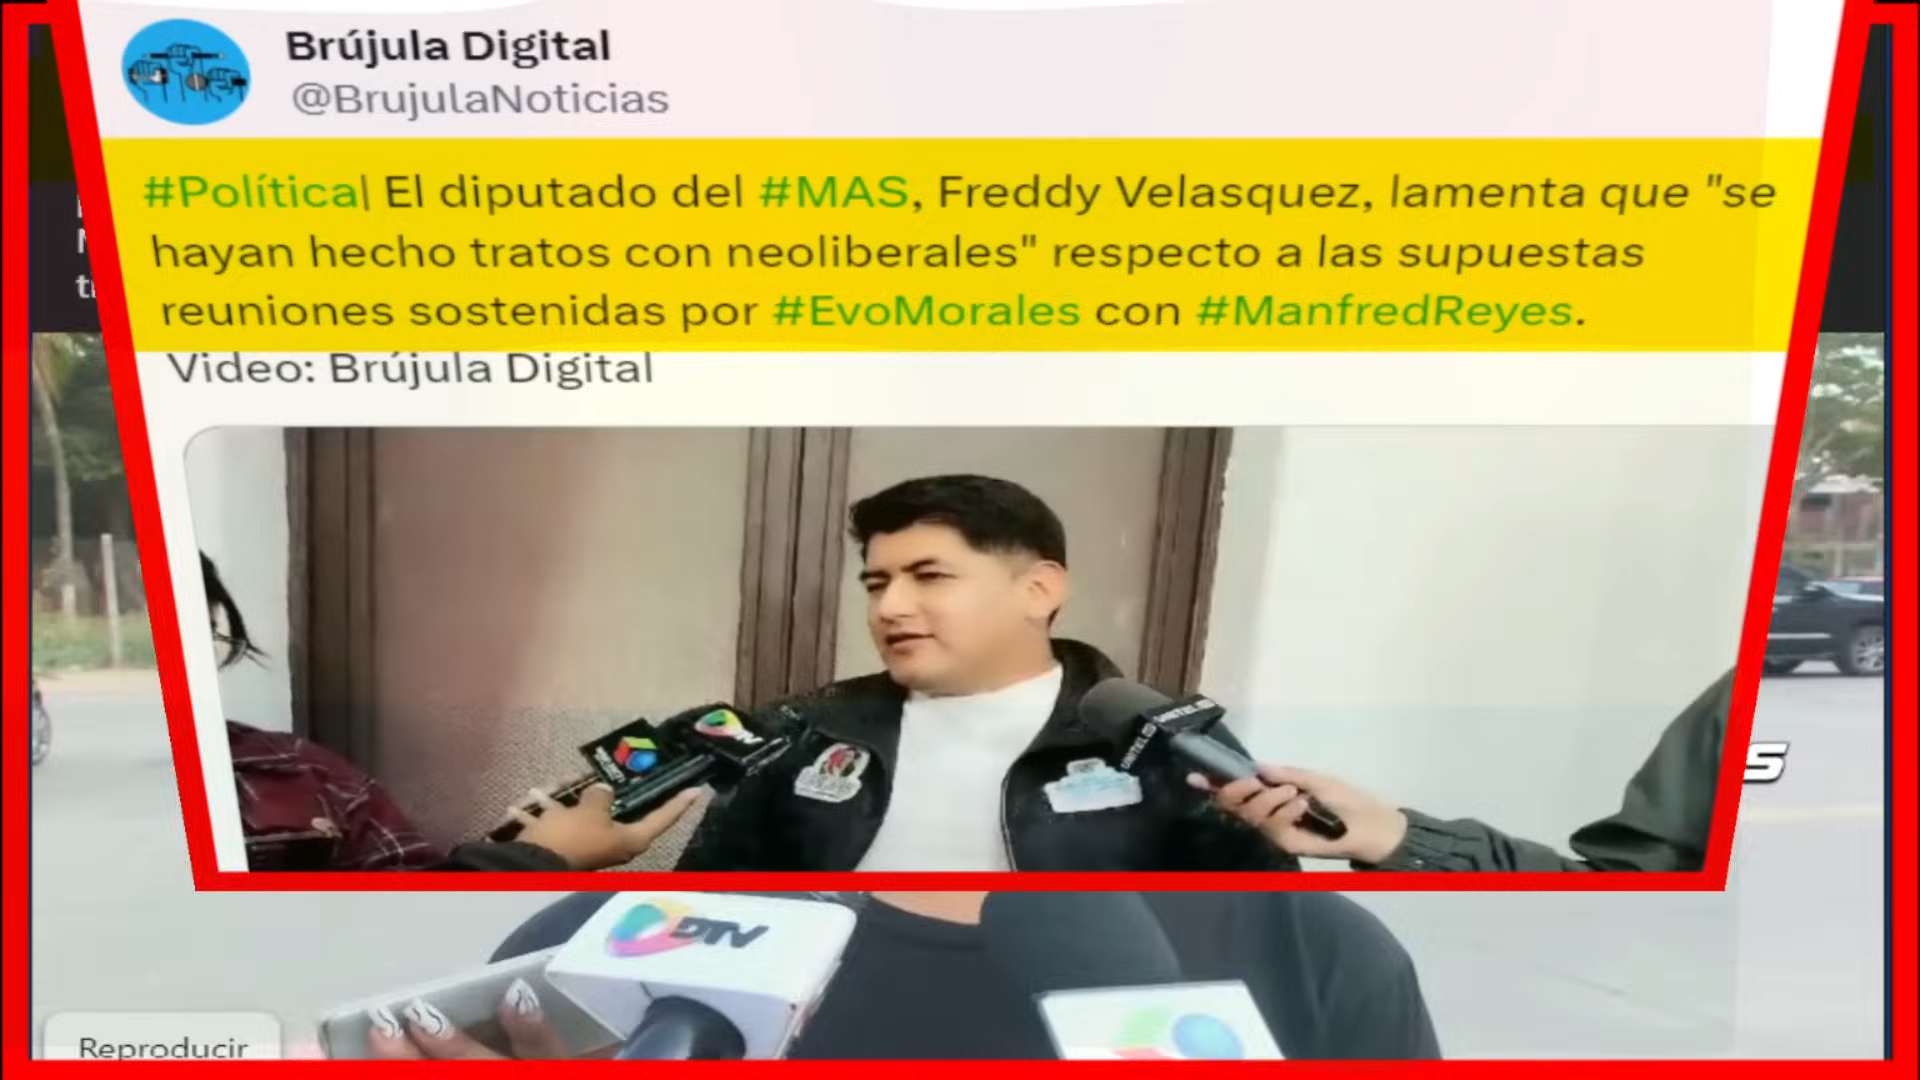 Brújula Digital
@BrujulaNoticias
#Política| El diputado del #MAS, Freddy Velasquez, lamenta que "se
hayan hecho tratos con neoliberales" respecto a las supuestas
reuniones sostenidas por #EvoMorales con #ManfredReyes.
Video: Brújula Digital
UNITEL
DTV
Reproducir